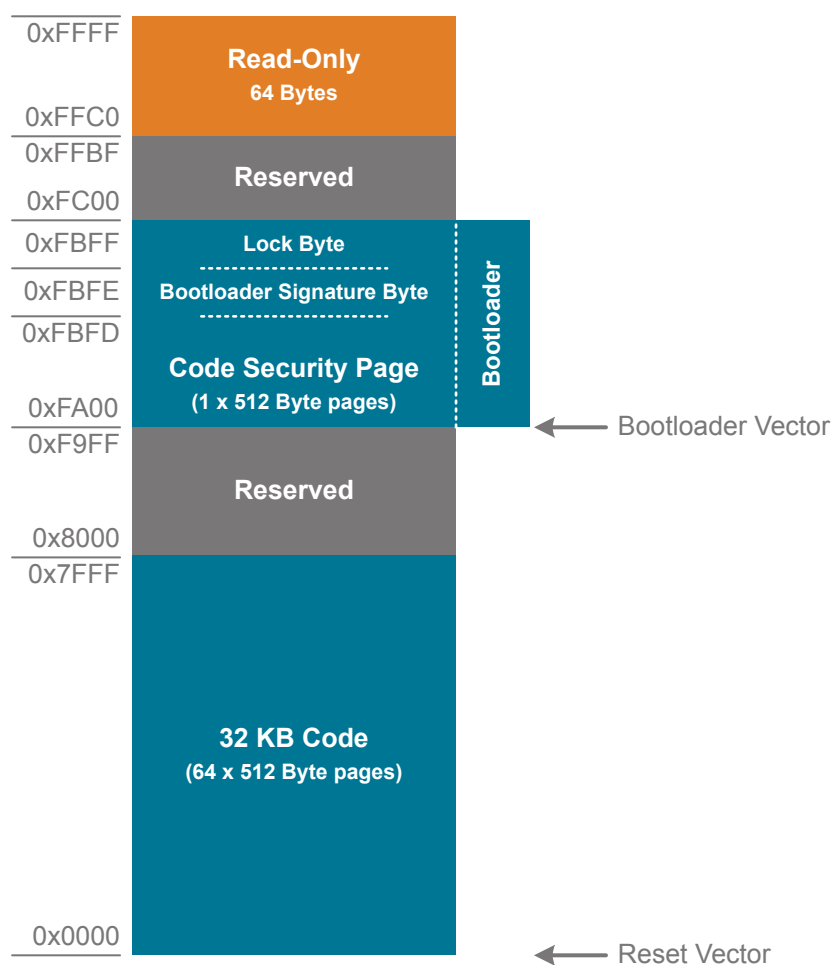 0xFFFF
Read-Only
64 Bytes
0xFFC0
0xFFBF
Reserved
0xFC00
0xFBFF
Lock Byte
0xFBFE
Bootloader Signature Byte
0xFBFD
Code Security Page
(1 x 512 Byte pages)
Bootloader
0xFA00
Bootloader Vector
0xF9FF
Reserved
0x8000
0x7FFF
32 KB Code
(64 x 512 Byte pages)
0x0000
Reset Vector